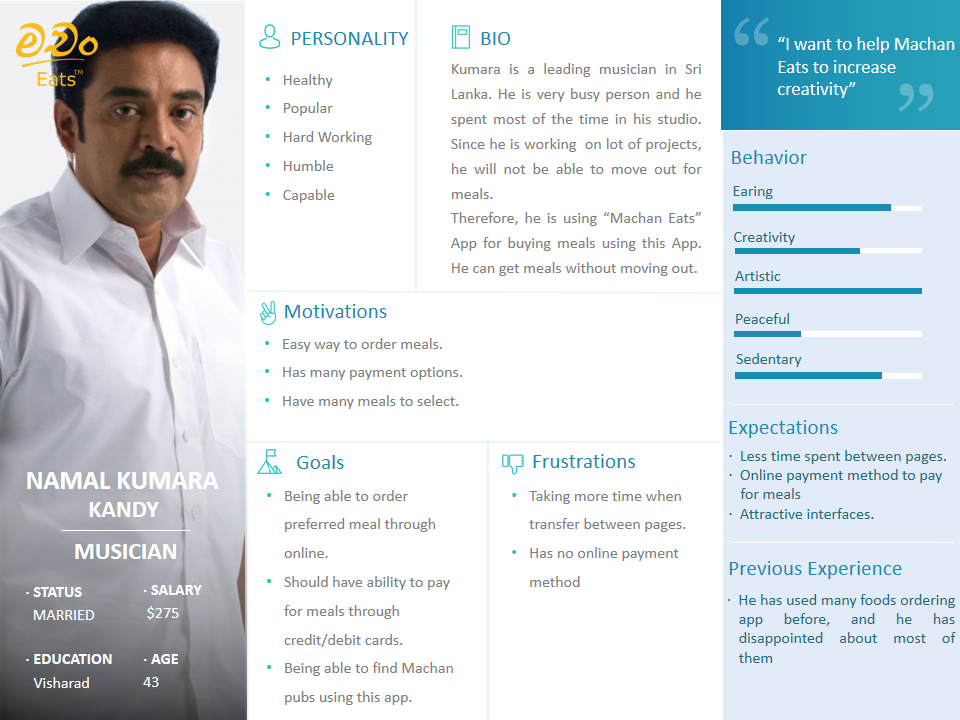 මචං
Eats™
NAMAL KUMARA
KANDY
MUSICIAN
· STATUS
MARRIED
· SALARY
$275
· EDUCATION
Visharad
· AGE
43
PERSONALITY
• Healthy
• Popular
• Hard Working
• Humble
• Capable
BIO
Kumara is a leading musician in Sri
Lanka. He is very busy person and he
spent most of the time in his studio.
Since he is working on lot of projects,
he will not be able to move out for
meals.
Therefore, he is using “Machan Eats”
App for buying meals using this App.
He can get meals without moving out.
Motivations
• Easy way to order meals.
• Has many payment options.
• Have many meals to select.
Goals
• Being able to order
preferred meal through
online.
• Should have ability to pay
for meals through
credit/debit cards.
• Being able to find Machan
pubs using this app.
Frustrations
• Taking more time when
transfer between pages.
• Has no online payment
method
“I want to help Machan
Eats to increase
creativity”
Behavior
Earing
Creativity
Artistic
Peaceful
Sedentary
Expectations
· Less time spent between pages.
· Online payment method to pay
for meals
· Attractive interfaces.
Previous Experience
· He has used many foods ordering
app before, and he has
disappointed about most of
them